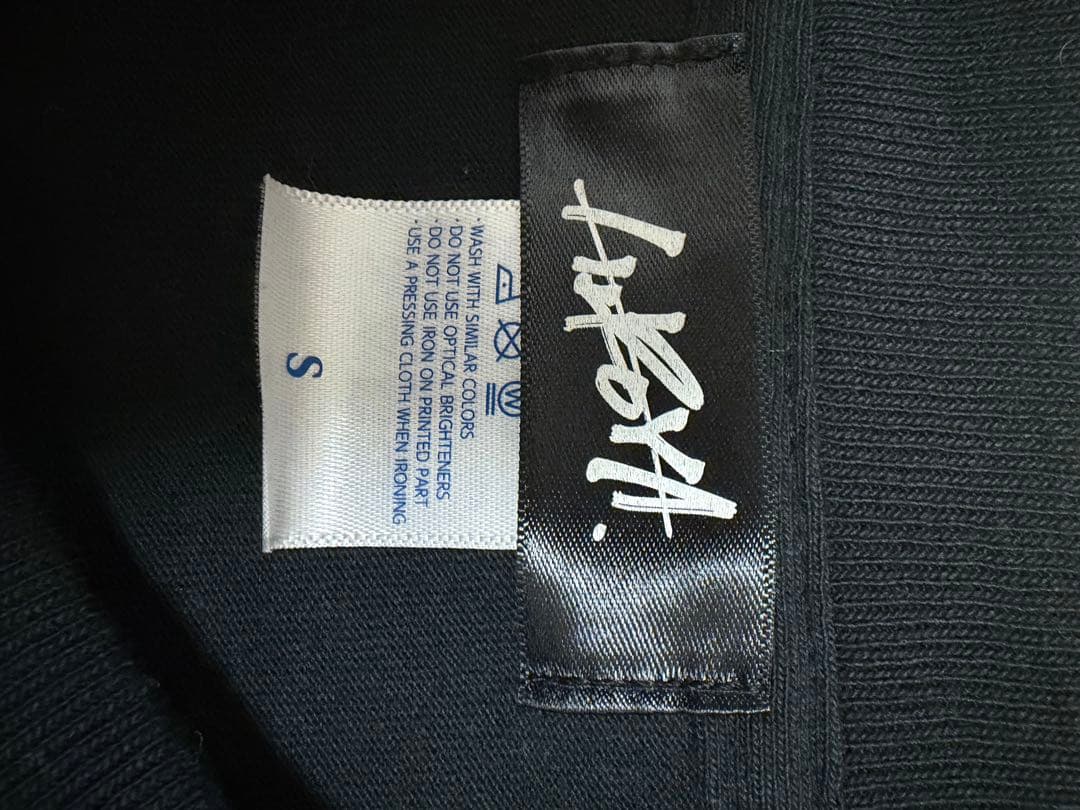 W
·WASH WITH SIMILAR COLORS
·DO NOT USE OPTICAL BRIGHTENERS
·DO NOT USE IRON ON PRINTED PART
·USE A PRESSING CLOTH WHEN IRONING
S